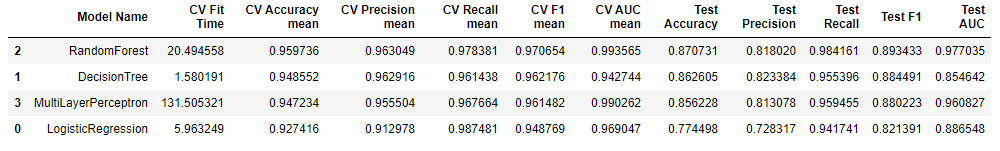 Model Name CV Fit Time CV Accuracy mean CV Precision mean CV Recall mean CV F1 mean CV AUC mean Test Accuracy Test Precision Test Recall Test F1 Test AUC
2 RandomForest 20.494558 0.959736 0.963049 0.978381 0.970654 0.993565 0.870731 0.818020 0.984161 0.893433 0.977035
1 DecisionTree 1.580191 0.948552 0.962916 0.961438 0.962176 0.942744 0.862605 0.823384 0.955396 0.884491 0.854642
3 MultiLayerPerceptron 131.505321 0.947234 0.955504 0.967664 0.961482 0.990262 0.856228 0.813078 0.959455 0.880223 0.960827
0 LogisticRegression 5.963249 0.927416 0.912978 0.987481 0.948769 0.969047 0.774498 0.728317 0.941741 0.821391 0.886548